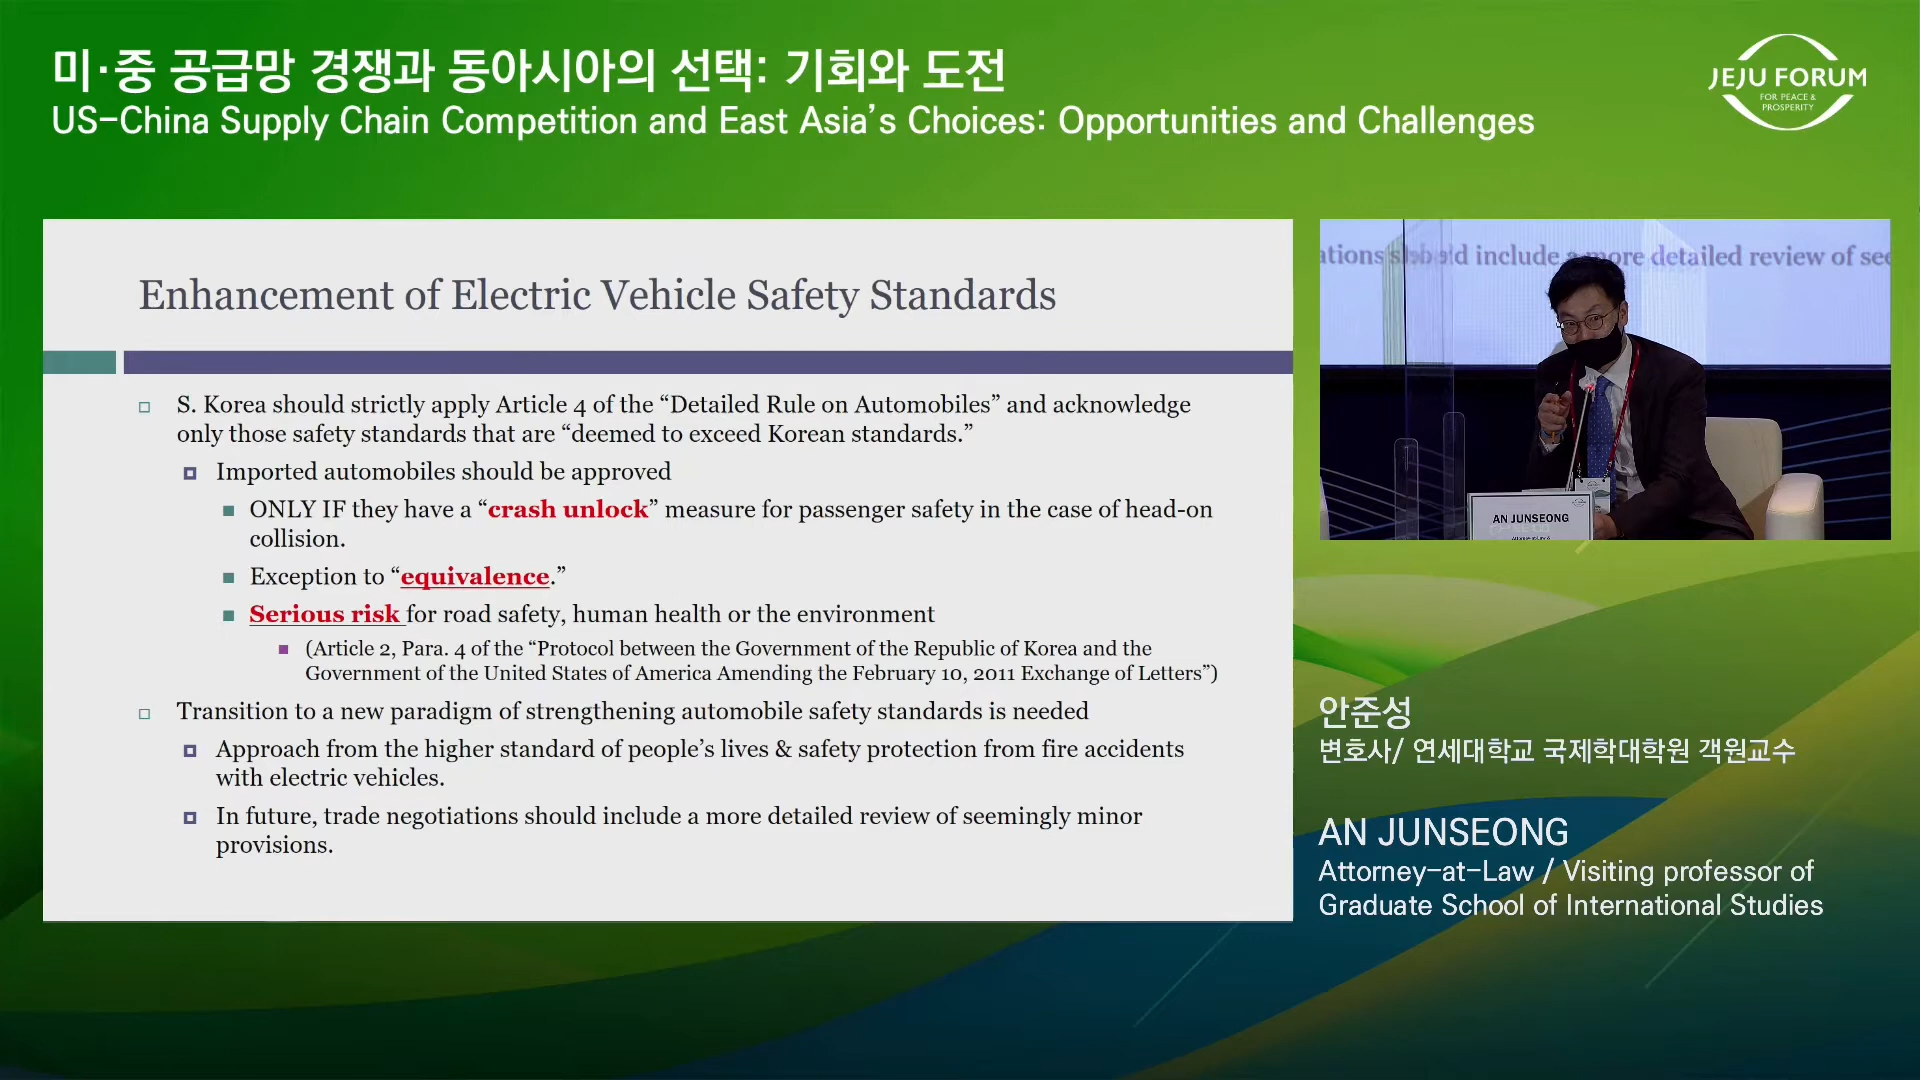 미·중 공급망 경쟁과 동아시아의 선택: 기회와 도전
US-China Supply Chain Competition and East Asia's Choices: Opportunities and Challenges
JEJU FORUM
FOR PEACE &
PROSPERITY
Enhancement of Electric Vehicle Safety Standards
S. Korea should strictly apply Article 4 of the “Detailed Rule on Automobiles” and acknowledge
only those safety standards that are “deemed to exceed Korean standards.”
Imported automobiles should be approved
ONLY IF they have a “crash unlock” measure for passenger safety in the case of head-on
collision.
Exception to “equivalence.”
Serious risk for road safety, human health or the environment
(Article 2, Para. 4 of the “Protocol between the Government of the Republic of Korea and the
Government of the United States of America Amending the February 10, 2011 Exchange of Letters”)
Transition to a new paradigm of strengthening automobile safety standards is needed
Approach from the higher standard of people’s lives & safety protection from fire accidents
with electric vehicles.
In future, trade negotiations should include a more detailed review of seemingly minor
provisions.
include a more detailed review of
AN JUNSEONG
안준성
변호사/ 연세대학교 국제학대학원 객원교수
AN JUNSEONG
Attorney-at-Law / Visiting professor of
Graduate School of International Studies